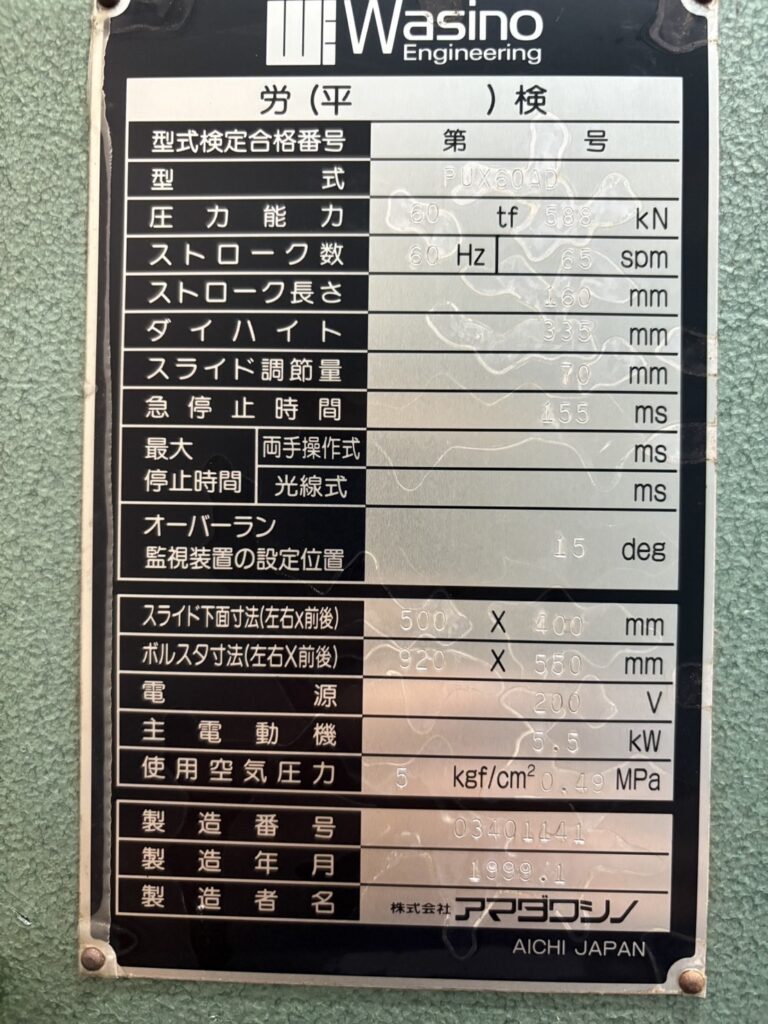 Wasino
Engineering
労(平 )検
型式検定合格番号 第 号
型式 PUX60AD
圧力能力 60 tf 588 kN
ストローク数 60 Hz 65 spm
ストローク長さ 160 mm
ダイハイト 335 mm
スライド調節量 70 mm
急停止時間 155 ms
最大停止時間 両手操作式 ms
光線式 ms
オーバーラン
監視装置の設定位置 15 deg
スライド下面寸法(左右x前後) 500 X 400 mm
ボルスタ寸法(左右X前後) 920 X 550 mm
電源 200 V
主電動機 5.5 kW
使用空気圧力 5 kgf/cm² 0.49 MPa
製造番号 03401141
製造年月 1999.1
製造者名 株式会社 アマダワシノ
AICHI JAPAN